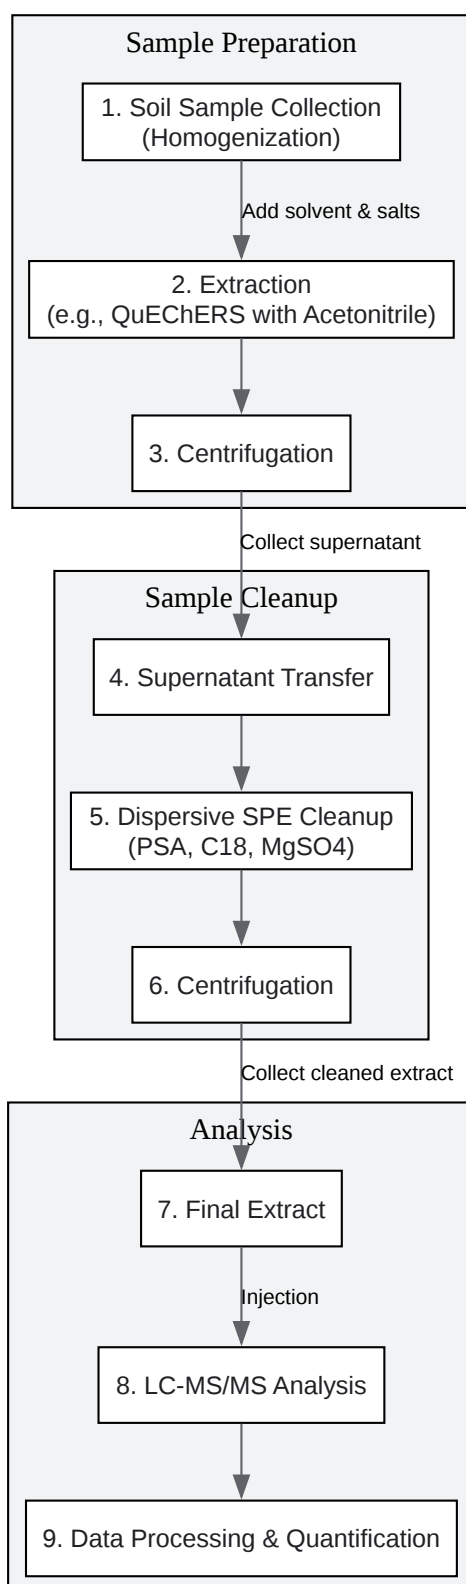 Sample Preparation
1. Soil Sample Collection
(Homogenization)
Add solvent & salts
2. Extraction
(e.g., QuEChERS with Acetonitrile)
3. Centrifugation
Collect supernatant
Sample Cleanup
4. Supernatant Transfer
5. Dispersive SPE Cleanup
(PSA, C18, MgSO4)
6. Centrifugation
Collect cleaned extract
Analysis
7. Final Extract
Injection
8. LC-MS/MS Analysis
9. Data Processing & Quantification